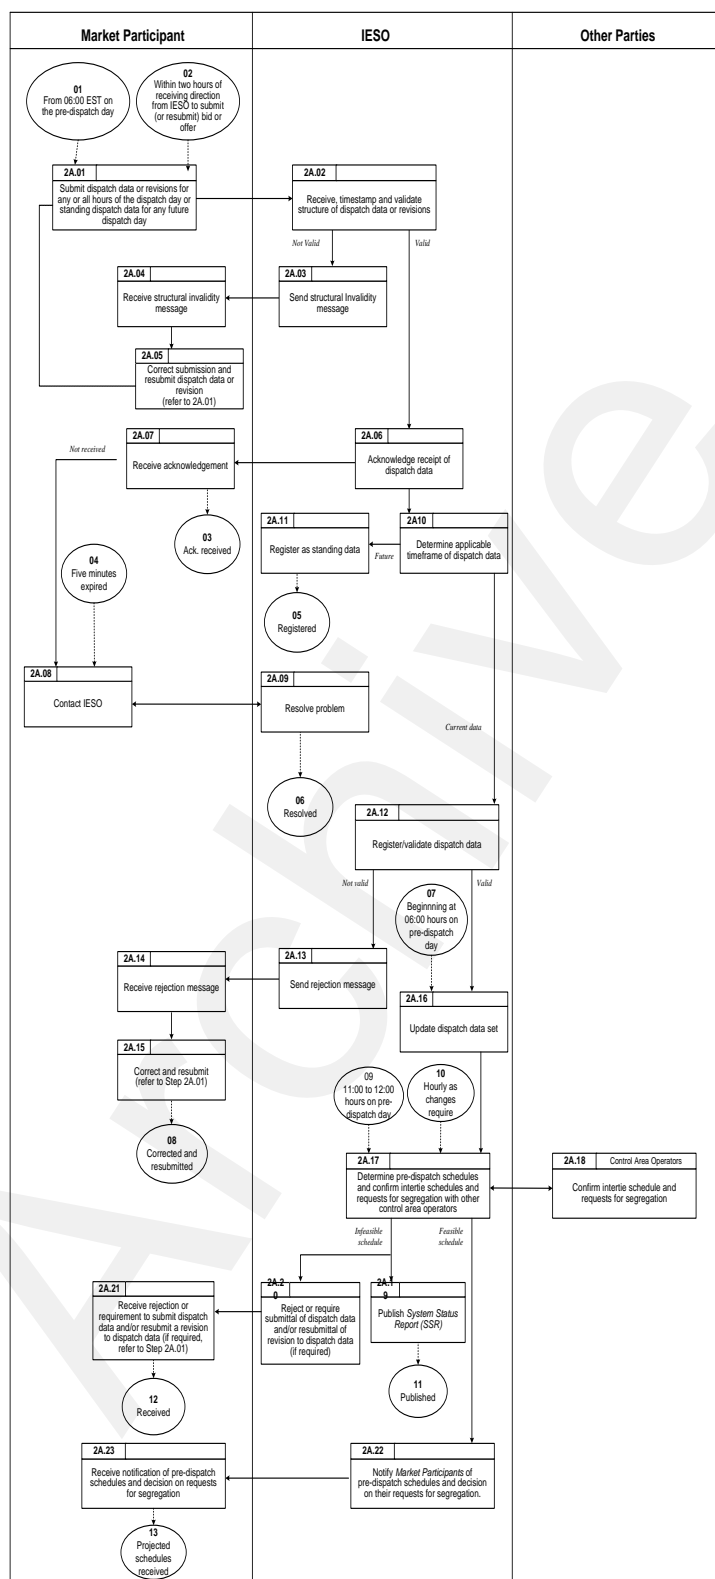 Market Participant
IESO
Other Parties
01
From 06:00 EST on
the pre-dispatch day
02
Within two hours of
receiving direction
from IESO to submit
(or resubmit) bid or
offer
2A.01
Submit dispatch data or revisions for
any or all hours of the dispatch day or
standing dispatch data for any future
dispatch day
2A.02
Receive, timestamp and validate
structure of dispatch data or revisions
Not Valid
Valid
2A.04
Receive structural invalidity
message
2A.03
Send structural Invalidity
message
2A.05
Correct submission and
resubmit dispatch data or
revision
(refer to 2A.01)
2A.07
Receive acknowledgement
2A.06
Acknowledge receipt of
dispatch data
Not received
03
Ack. received
2A.11
Register as standing data
2A10
Determine applicable
timeframe of dispatch data
Future
04
Five minutes
expired
05
Registered
2A.08
Contact IESO
2A.09
Resolve problem
Current data
06
Resolved
2A.12
Register/validate dispatch data
Not valid
Valid
07
Beginnning at
06:00 hours on
pre-dispatch
day
2A.14
Receive rejection message
2A.13
Send rejection message
2A.16
Update dispatch data set
2A.15
Correct and resubmit
(refer to Step 2A.01)
09
11:00 to 12:00
hours on pre-
dispatch day
10
Hourly as
changes
require
08
Corrected and
resubmitted
2A.17
Determine pre-dispatch schedules
and confirm intertie schedules and
requests for segregation with other
control area operators
2A.18
Control Area Operators
Confirm intertie schedule and
requests for segregation
Infeasible
schedule
Feasible
schedule
2A.21
Receive rejection or
requirement to submit dispatch
data and/or resubmit a revision
to dispatch data (if required,
refer to Step 2A.01)
2A.2
0
Reject or require
submittal of dispatch data
and/or resubmittal of
revision to dispatch data
(if required)
2A.1
9
Publish System Status
Report (SSR)
12
Received
11
Published
2A.23
Receive notification of pre-dispatch
schedules and decision on requests
for segregation
2A.22
Notify Market Participants of
pre-dispatch schedules and decision
on their requests for segregation.
13
Projected
schedules
received
Archive